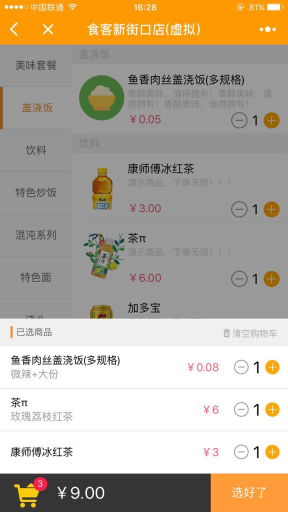 中国联通
16:28
88%
食客新街口店(虚拟)
美味套餐
盖浇饭
饮料
特色炒饭
混沌系列
特色面
盖浇饭
鱼香肉丝盖浇饭(多规格)
香醇美味，值得拥有！香醇美味，值得拥有！香醇美味，值得拥有！
¥0.05
1
饮料
康师傅冰红茶
演示商品，下单无效！！！
¥3.00
1
茶π
演示商品，下单无效！！！
¥6.00
1
加多宝
已选商品
清空购物车
鱼香肉丝盖浇饭(多规格)
微辣+大份
¥0.08
1
茶π
玫瑰荔枝红茶
¥6
1
康师傅冰红茶
¥3
1
3
¥9.00
选好了